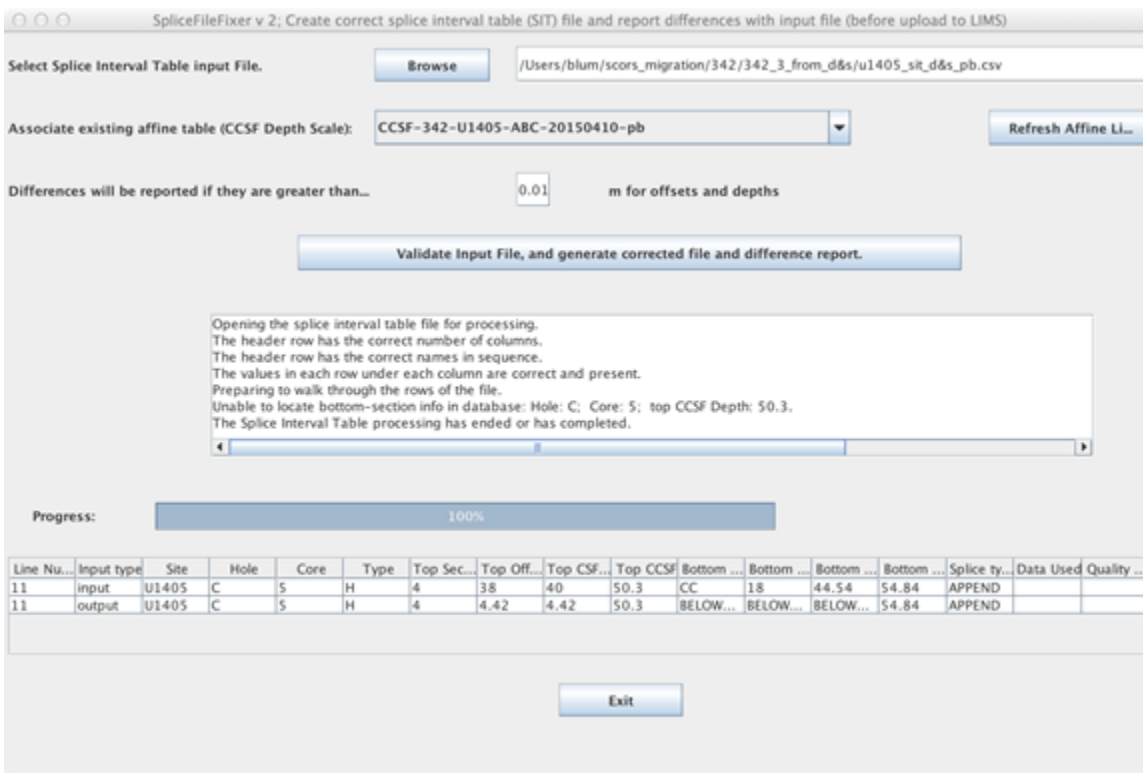 SpliceFileFixer v 2; Create correct splice interval table (SIT) file and report differences with input file (before upload to LIMS)
Select Splice Interval Table input File. Browse /Users/blum/scors_migration/342/342_3_from_d&s/u1405_sit_d&s_pb.csv
Associate existing affine table (CCSF Depth Scale): CCSF-342-U1405-ABC-20150410-pb Refresh Affine Li...
Differences will be reported if they are greater than... 0.01 m for offsets and depths
Validate Input File, and generate corrected file and difference report.
Opening the splice interval table file for processing.
The header row has the correct number of columns.
The header row has the correct names in sequence.
The values in each row under each column are correct and present.
Preparing to walk through the rows of the file.
Unable to locate bottom-section info in database: Hole: C; Core: 5; top CCSF Depth: 50.3.
The Splice Interval Table processing has ended or has completed.
Progress: 100%
Line Nu... Input type Site Hole Core Type Top Sec... Top Off... Top CSF... Top CCSF Bottom ... Bottom ... Bottom ... Bottom ... Splice ty... Data Used Quality ...
11 input U1405 C 5 H 4 38 40 50.3 CC 18 44.54 54.84 APPEND
11 output U1405 C 5 H 4 4.42 4.42 50.3 BELOW... BELOW... BELOW... 54.84 APPEND
Exit